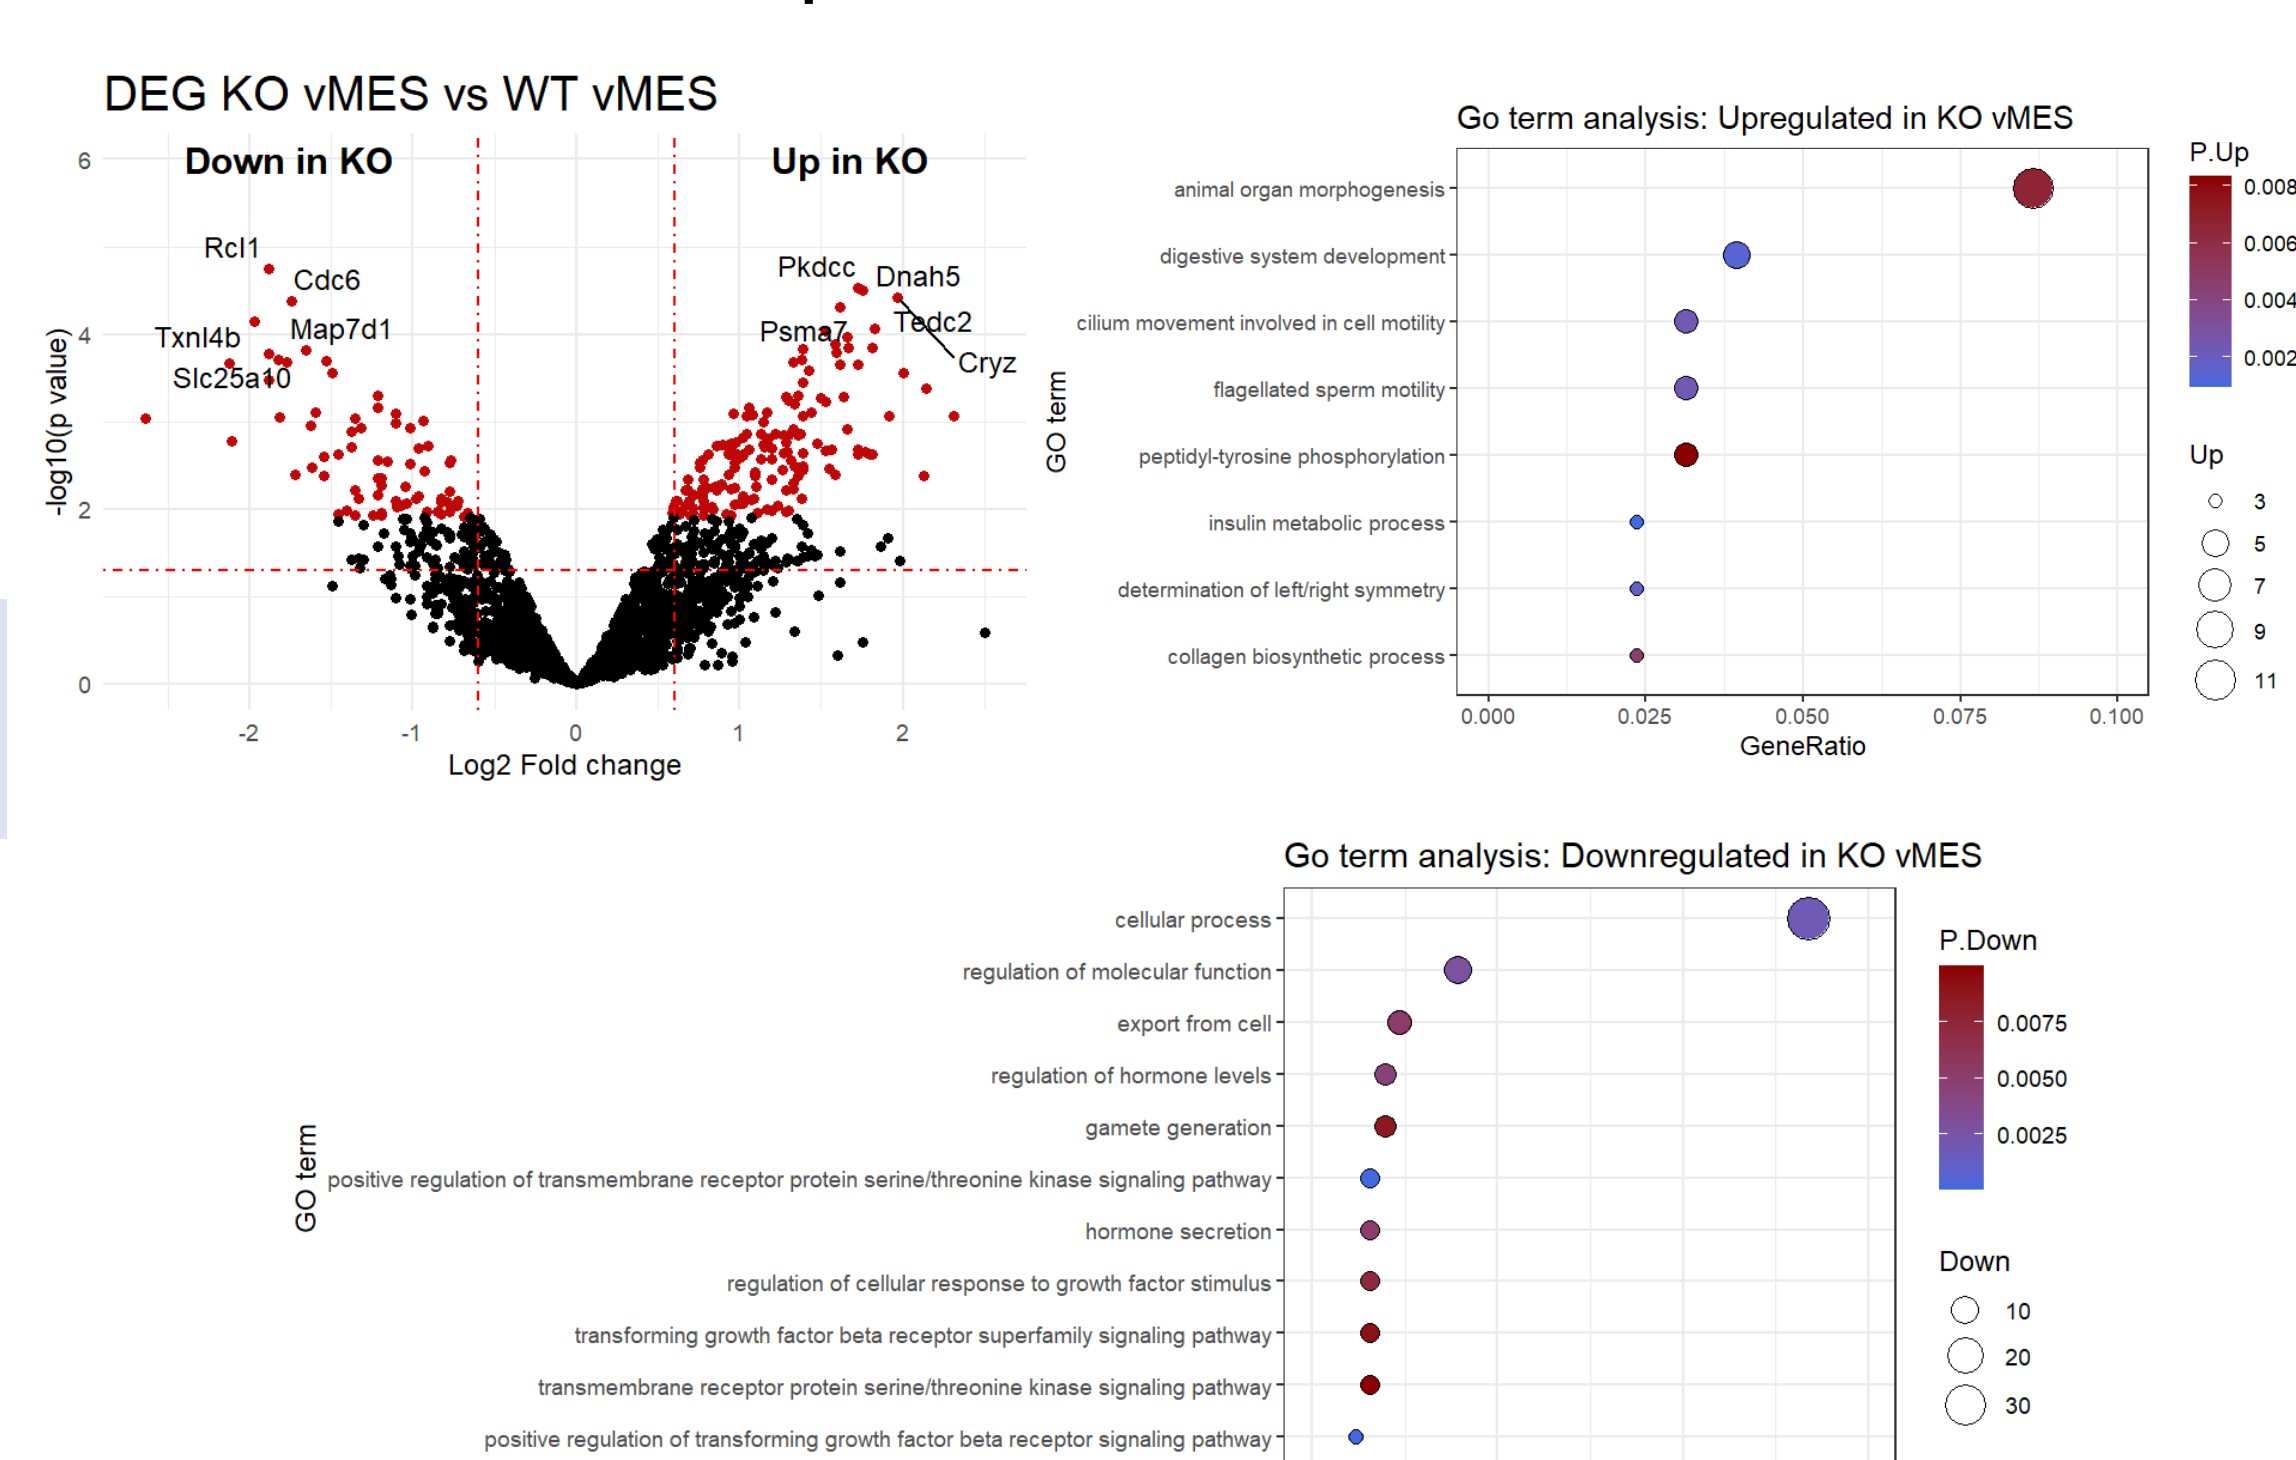 DEG KO vMES vs WT vMES
Down in KO
Up in KO
Rcl1
Cdc6
Txnl4b
Map7d1
Slc25a10
Pkdcc
Dnah5
Psma7
Tedc2
Cryz
6
4
2
0
-log10(p value)
-2
-1
0
1
2
Log2 Fold change
Go term analysis: Upregulated in KO vMES
GO term
animal organ morphogenesis
digestive system development
cilium movement involved in cell motility
flagellated sperm motility
peptidyl-tyrosine phosphorylation
insulin metabolic process
determination of left/right symmetry
collagen biosynthetic process
0.000
0.025
0.050
0.075
0.100
GeneRatio
P.Up
0.008
0.006
0.004
0.002
Up
3
5
7
9
11
Go term analysis: Downregulated in KO vMES
GO term
cellular process
regulation of molecular function
export from cell
regulation of hormone levels
gamete generation
positive regulation of transmembrane receptor protein serine/threonine kinase signaling pathway
hormone secretion
regulation of cellular response to growth factor stimulus
transforming growth factor beta receptor superfamily signaling pathway
transmembrane receptor protein serine/threonine kinase signaling pathway
positive regulation of transforming growth factor beta receptor signaling pathway
P.Down
0.0075
0.0050
0.0025
Down
10
20
30